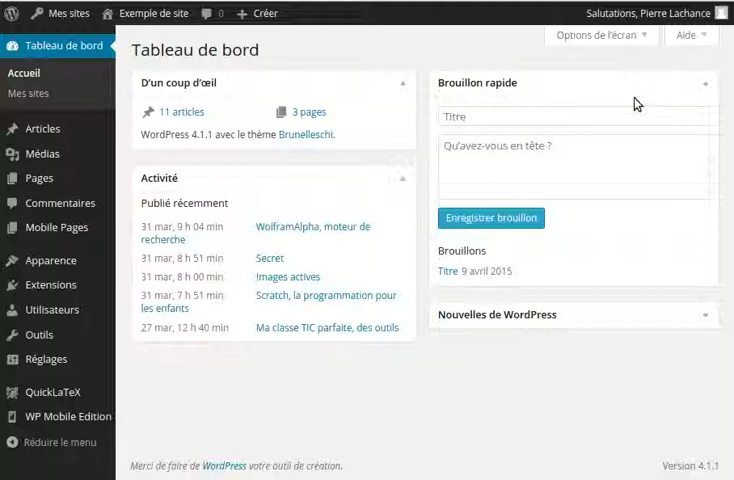 Mes sites Exemple de site 0 Créer Salutations, Pierre Lachance
Tableau de bord
Accueil
Mes sites
Articles
Médias
Pages
Commentaires
Mobile Pages
Apparence
Extensions
Utilisateurs
Outils
Réglages
QuickLaTeX
WP Mobile Edition
Réduire le menu
Options de l'écran Aide
Tableau de bord
D'un coup d'œil
11 articles 3 pages
WordPress 4.1.1 avec le thème Brunelleschi.
Activité
Publié récemment
31 mar, 9 h 04 min WolframAlpha, moteur de
recherche
31 mar, 8 h 51 min Secret
31 mar, 8 h 00 min Images actives
31 mar, 7 h 51 min Scratch, la programmation pour
les enfants
27 mar, 12 h 40 min Ma classe TIC parfaite, des outils
Brouillon rapide
Titre
Qu'avez-vous en tête ?
Enregistrer brouillon
Brouillons
Titre 9 avril 2015
Nouvelles de WordPress
Merci de faire de WordPress votre outil de création.
Version 4.1.1